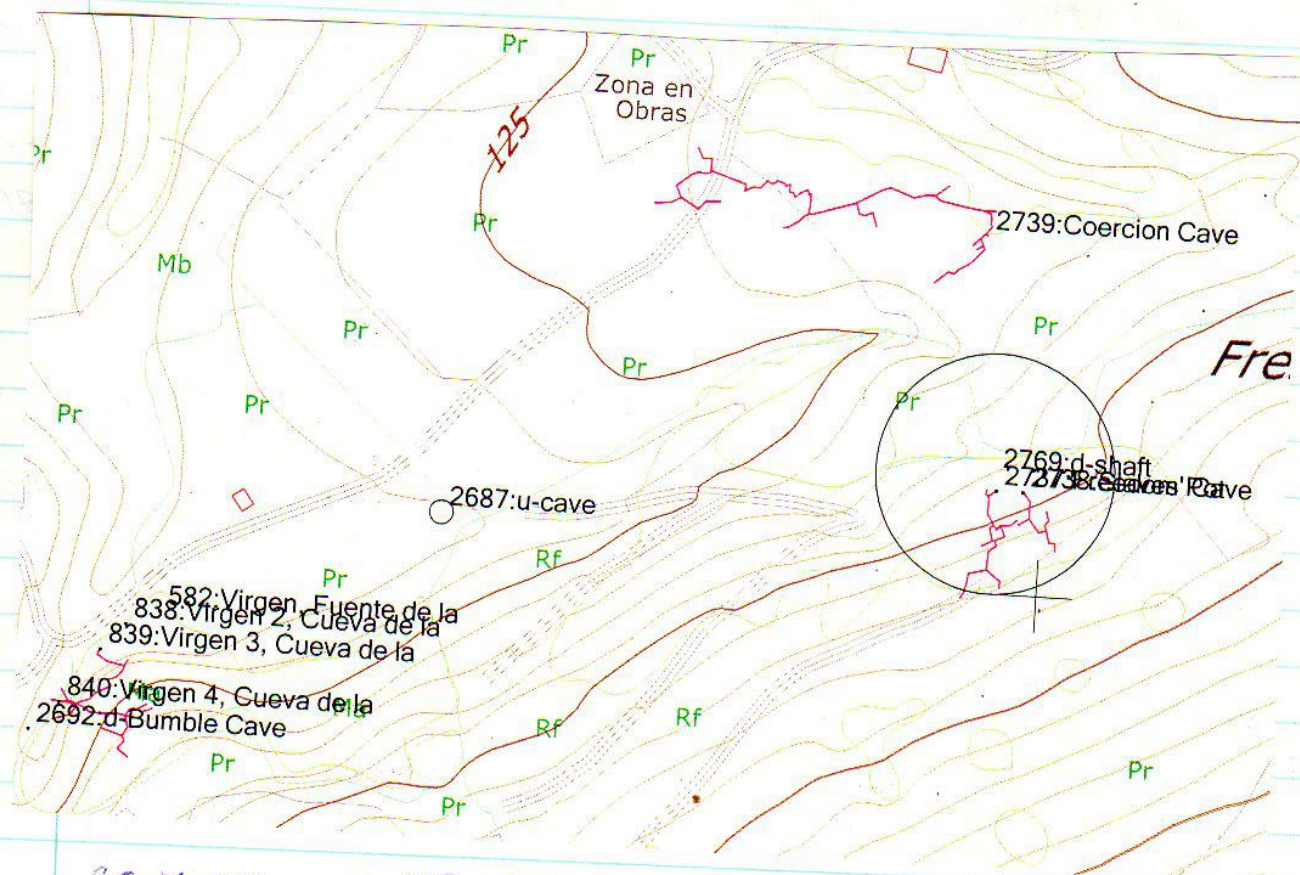 Pr
Pr
Zona en
Obras
125
Pr
Pr
2739:Coercion Cave
Mb
Pr
Pr
Fre
Pr
Pr
Pr
Pr
2769:d-shaft
2687:u-cave
Rf
Pr
582:Virgen, Fuente de la
838:Virgen 2, Cueva de la
839:Virgen 3, Cueva de la
840:Virgen 4, Cueva de la
2692:d-Bumble Cave
Rf
Rf
Pr
Pr
Pr